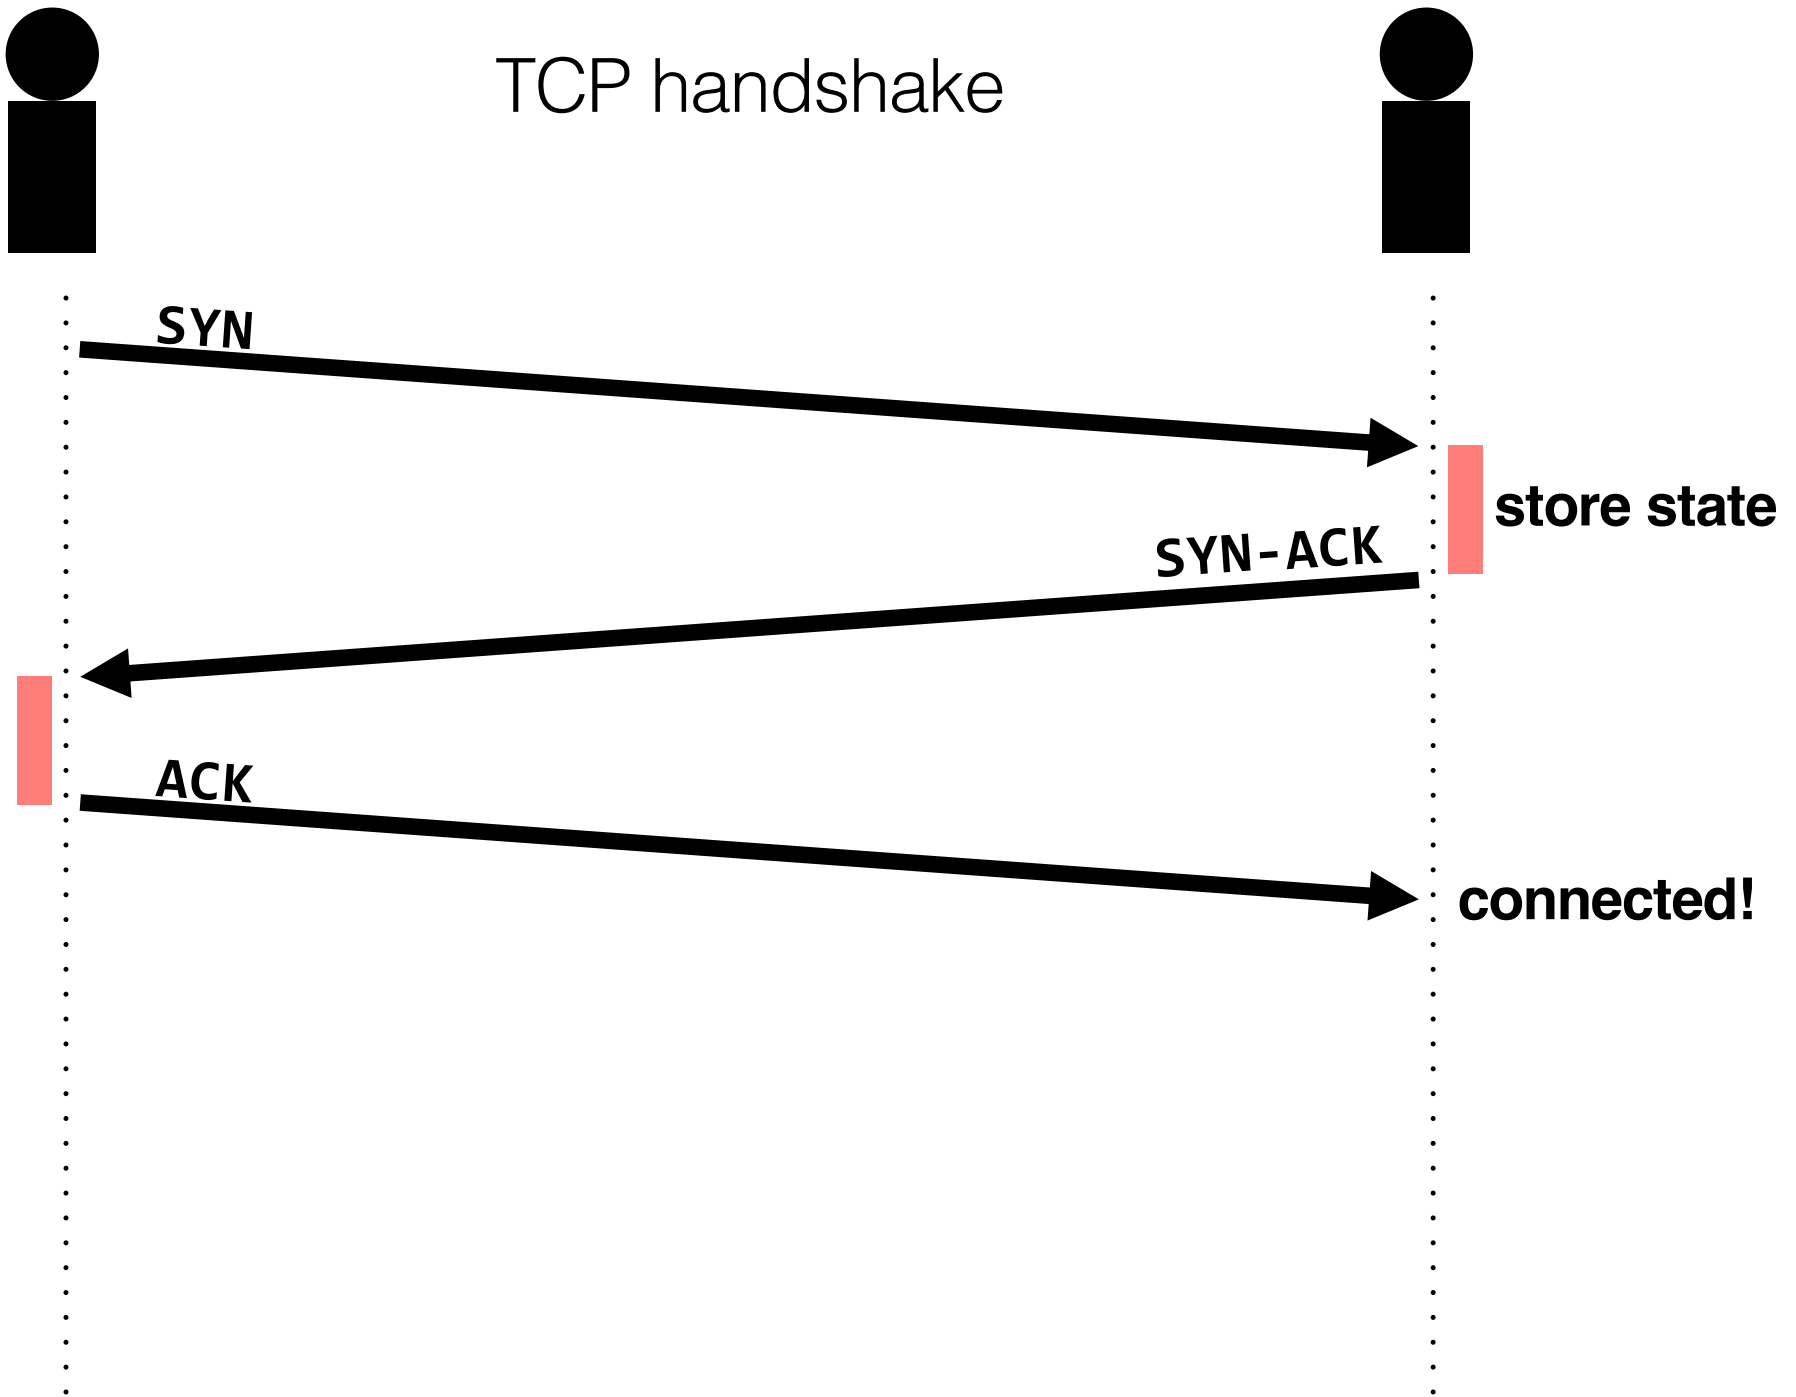 TCP handshake
SYN
store state
SYN-ACK
ACK
connected!